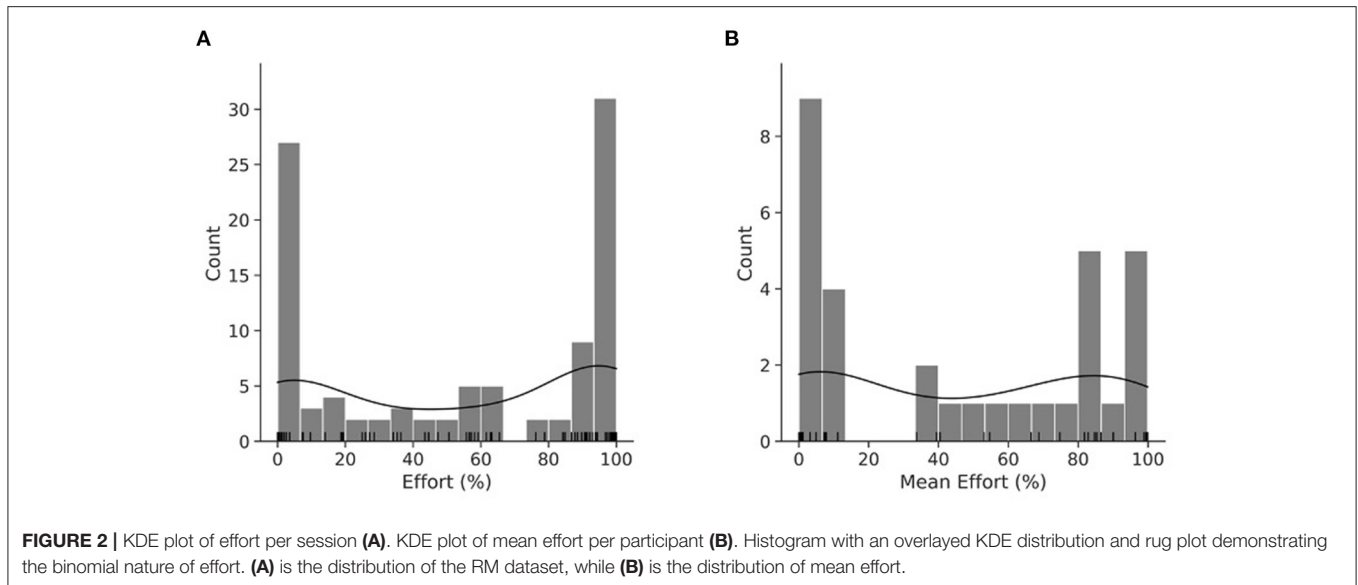 A
B
30
25
20
15
10
5
0
Count
0 20 40 60 80 100
Effort (%)
8
6
4
2
0
Count
0 20 40 60 80 100
Mean Effort (%)
FIGURE 2 | KDE plot of effort per session (A). KDE plot of mean effort per participant (B). Histogram with an overlayed KDE distribution and rug plot demonstrating
the binomial nature of effort. (A) is the distribution of the RM dataset, while (B) is the distribution of mean effort.